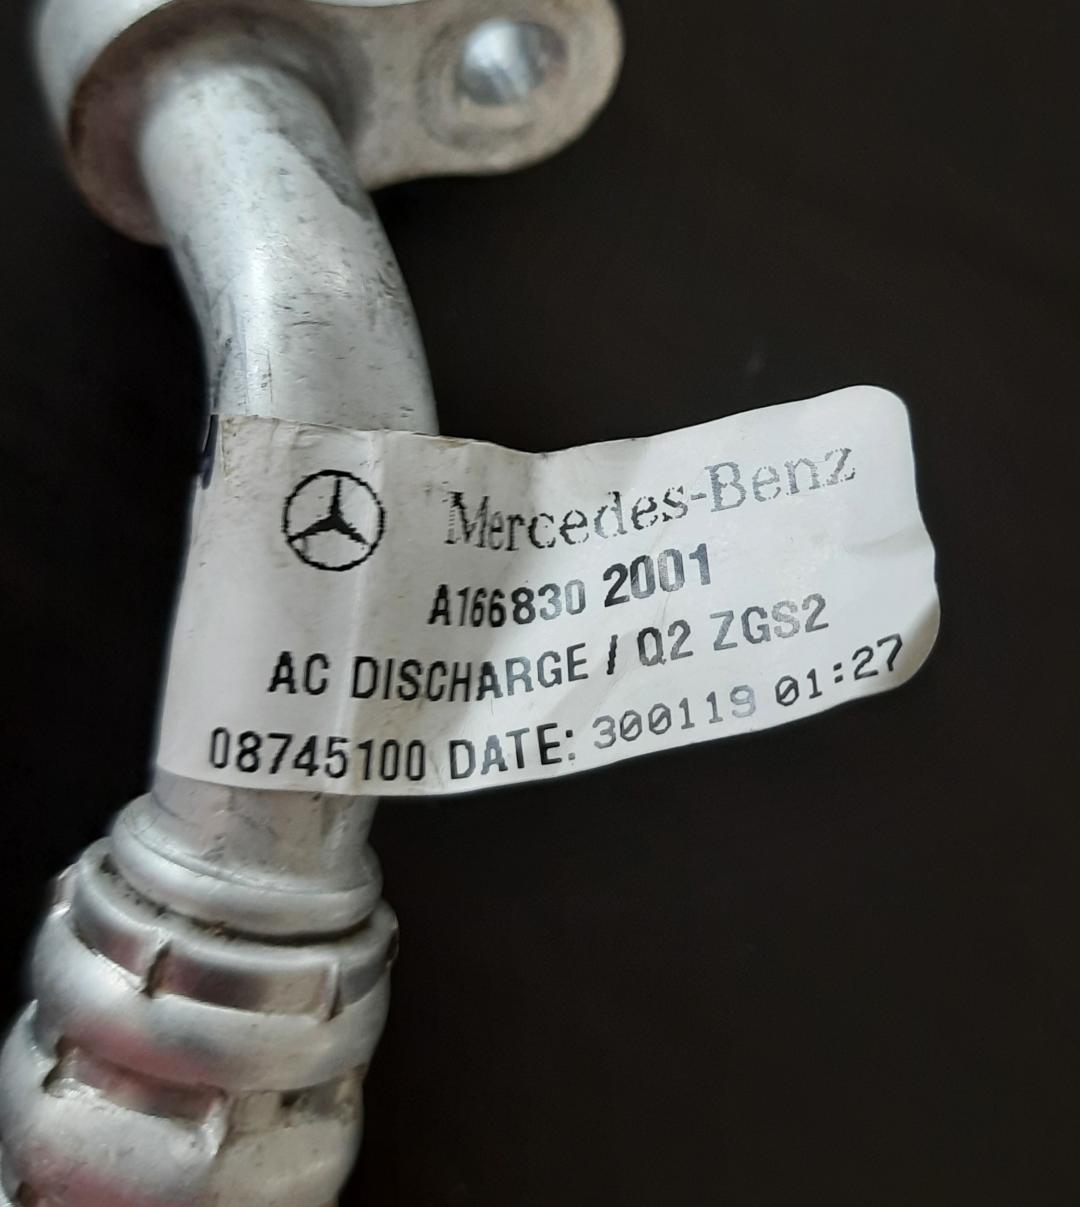 Mercedes-Benz
A166830 2001
AC DISCHARGE / Q2 ZGS2
08745100 DATE: 300119 01:27